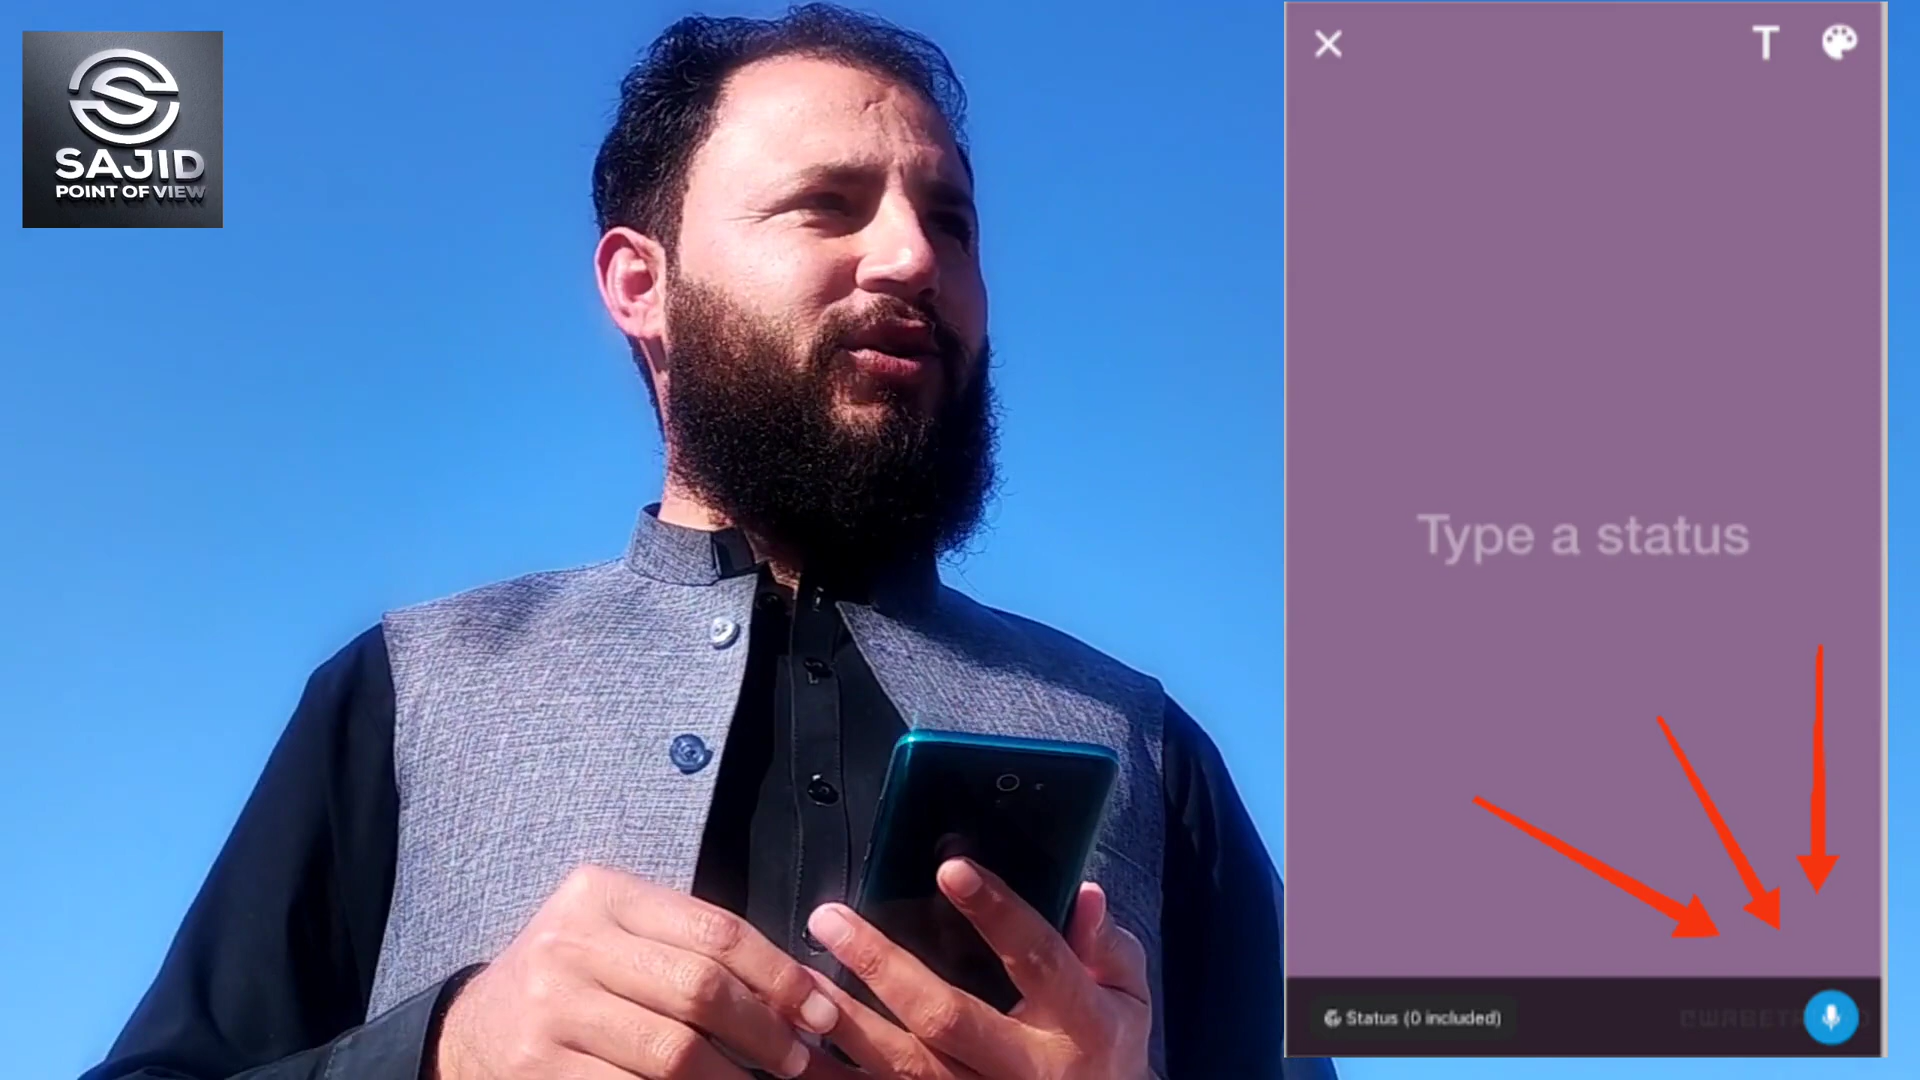 SAJID
POINT OF VIEW
T
Type a status
Status (0 included)